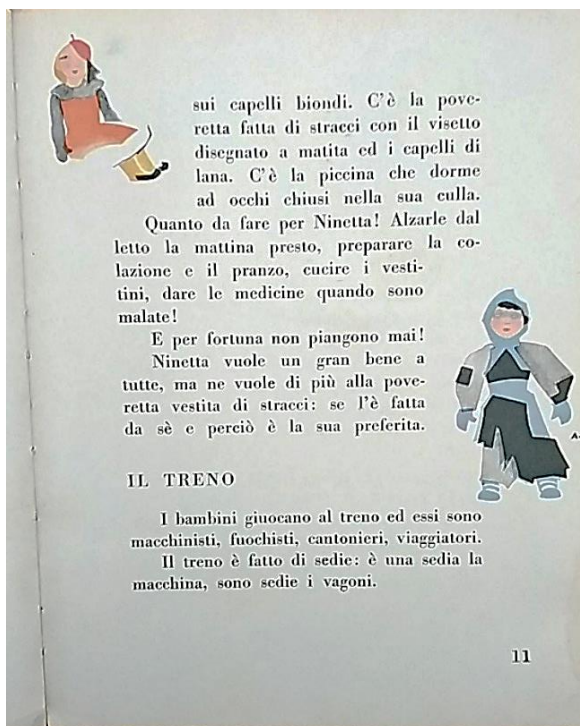 sui capelli biondi. C'è la pove-
retta fatta di stracci con il visetto
disegnato a matita ed i capelli di
lana. C'è la piccina che dorme
ad occhi chiusi nella sua culla.
Quanto da fare per Ninetta! Alzarle dal
letto la mattina presto, preparare la co-
lazione e il pranzo, cucire i vesti-
tini, dare le medicine quando sono
malate!
E per fortuna non piangono mai!
Ninetta vuole un gran bene a
tutte, ma ne vuole di più alla pove-
retta vestita di stracci: se l'è fatta
da sè e perciò è la sua preferita.
A.
IL TRENO
I bambini giuocano al treno ed essi sono
macchinisti, fuochisti, cantonieri, viaggiatori.
Il treno è fatto di sedie: è una sedia la
macchina, sono sedie i vagoni.
11